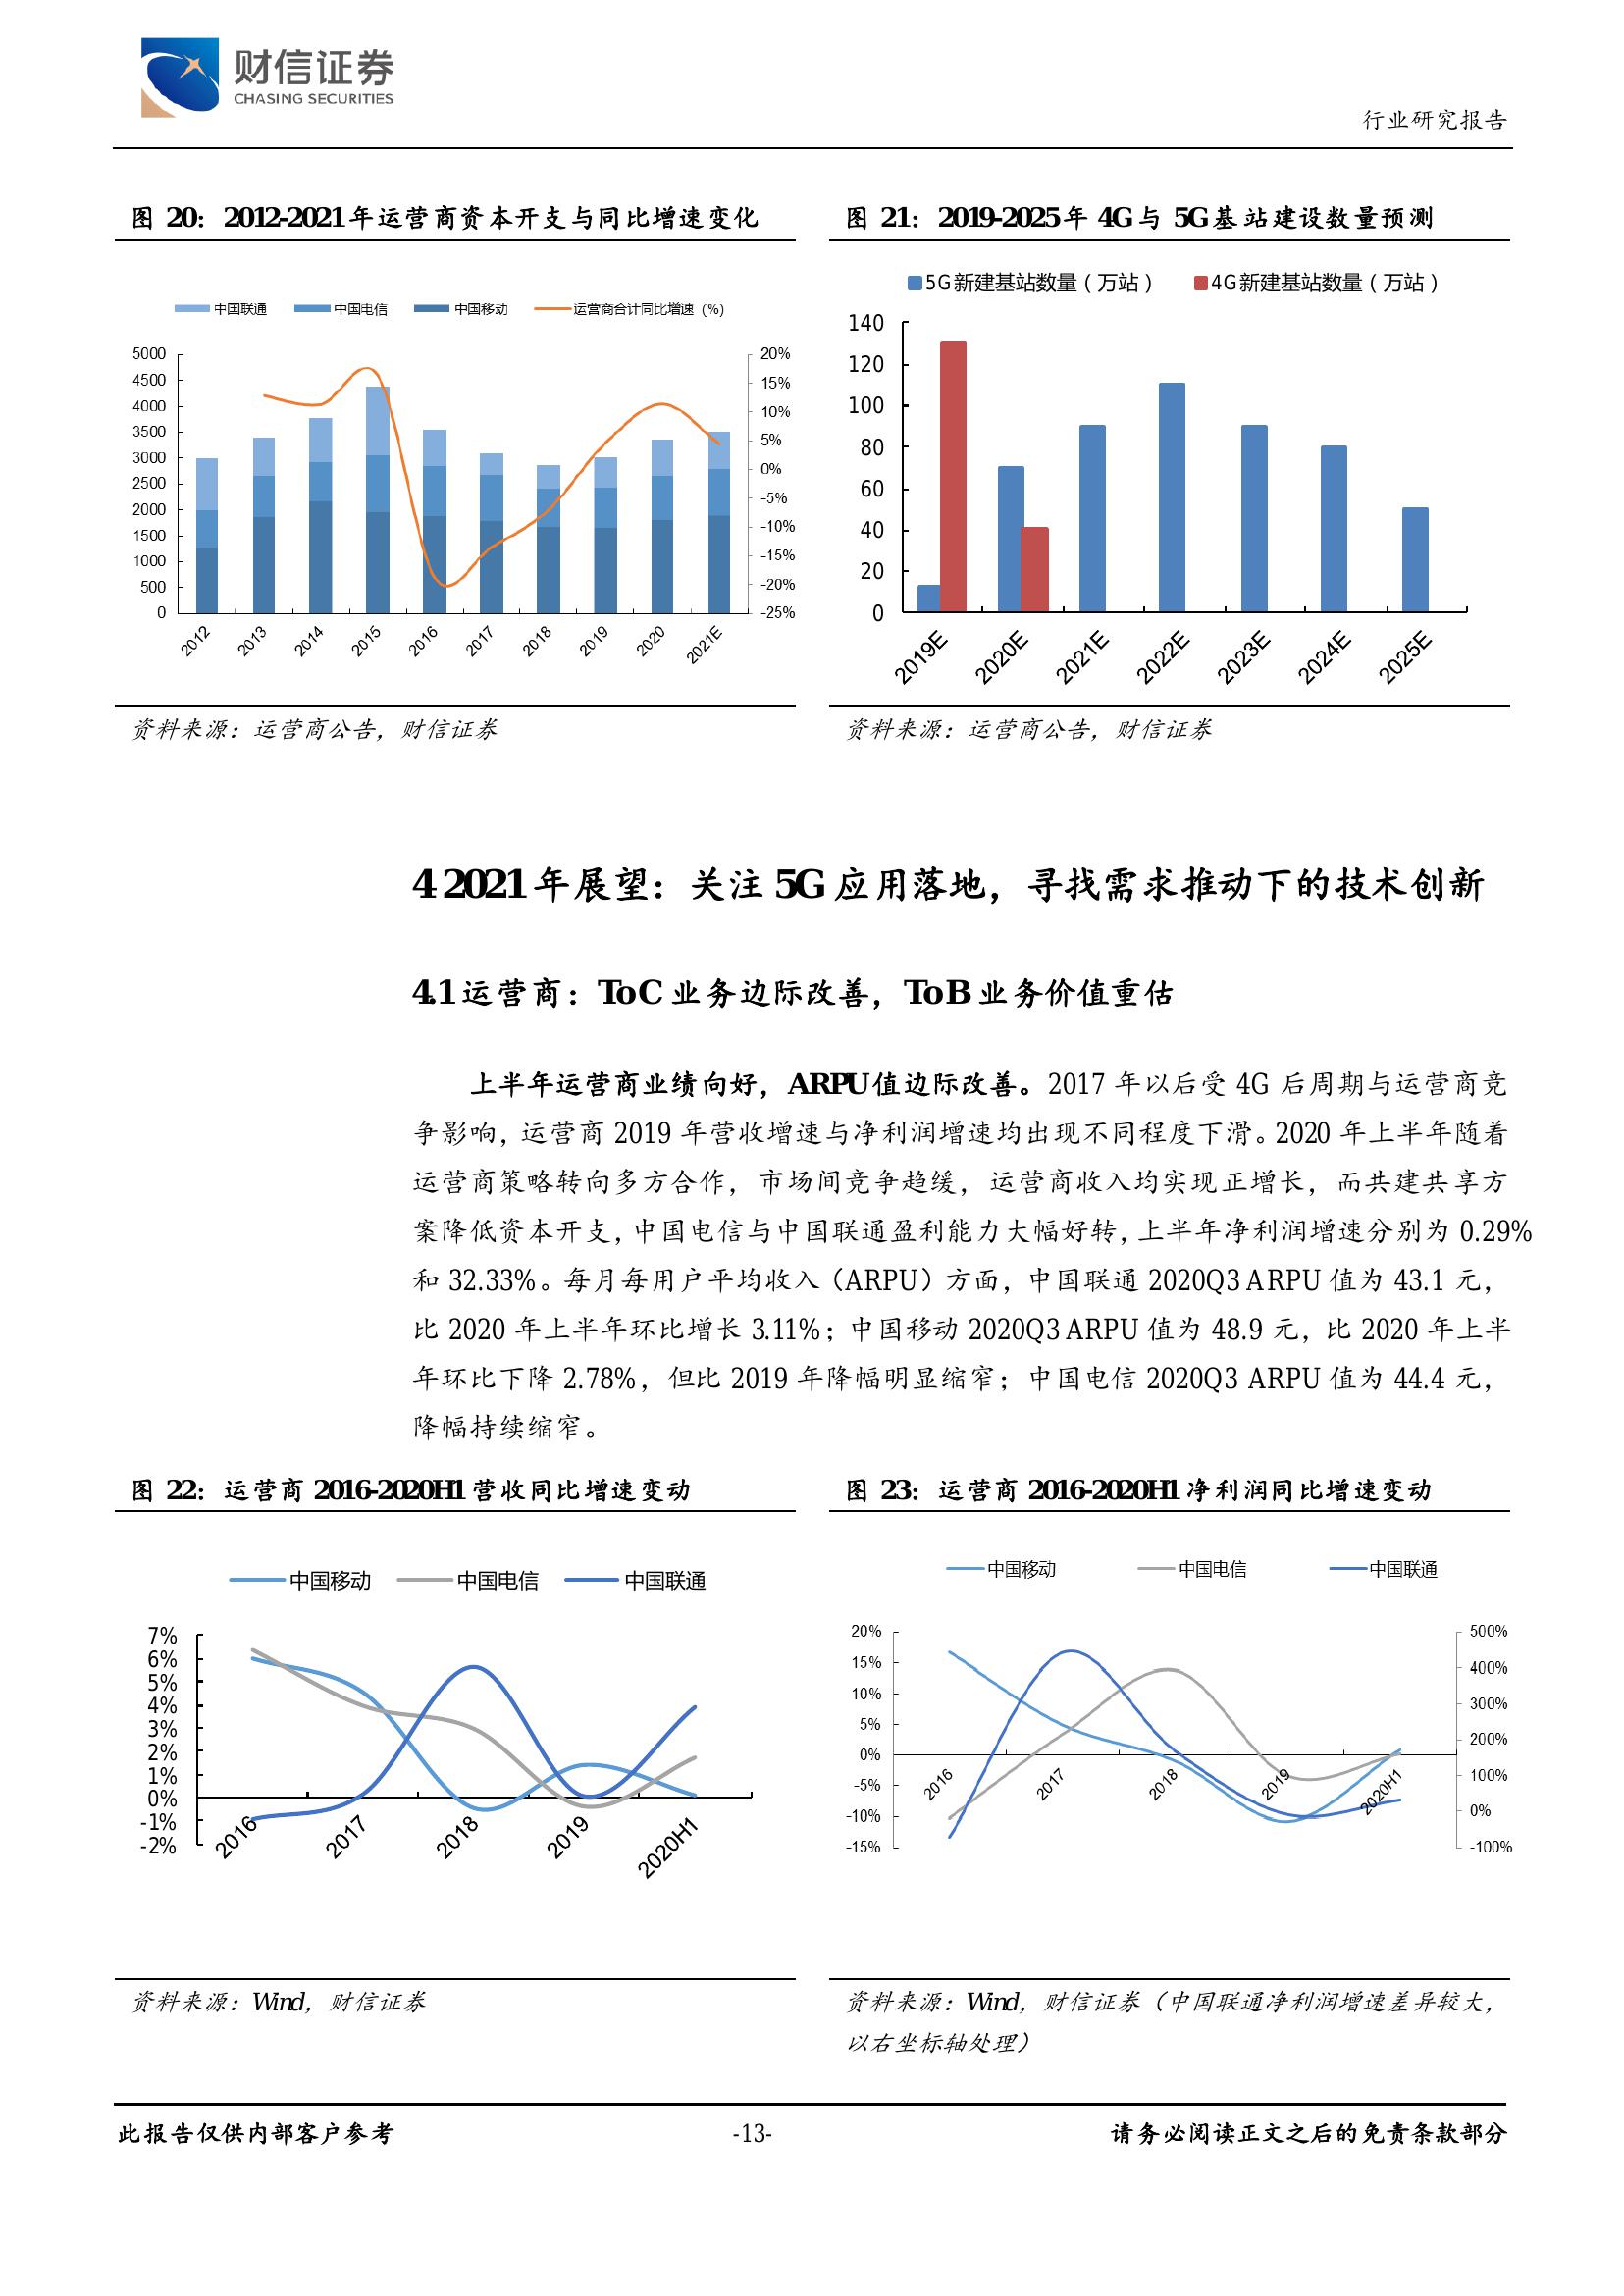 财信证券
CHASING SECURITIES
行业研究报告
图 20：2012-2021年运营商资本开支与同比增速变化
中国联通 中国电信 中国移动 运营商合计同比增速（%）
5000
4500
4000
3500
3000
2500
2000
1500
1000
500
0
20%
15%
10%
5%
0%
-5%
-10%
-15%
-20%
-25%
2012 2013 2014 2015 2016 2017 2018 2019 2020 2021E
资料来源：运营商公告，财信证券
图 21：2019-2025年 4G与 5G基站建设数量预测
5G新建基站数量（万站） 4G新建基站数量（万站）
140
120
100
80
60
40
20
0
2019E 2020E 2021E 2022E 2023E 2024E 2025E
资料来源：运营商公告，财信证券
4 2021年展望：关注 5G应用落地，寻找需求推动下的技术创新
4.1运营商：ToC业务边际改善，ToB业务价值重估
上半年运营商业绩向好，ARPU值边际改善。2017 年以后受 4G 后周期与运营商竞
争影响，运营商 2019 年营收增速与净利润增速均出现不同程度下滑。2020 年上半年随着
运营商策略转向多方合作，市场间竞争趋缓，运营商收入均实现正增长，而共建共享方
案降低资本开支，中国电信与中国联通盈利能力大幅好转，上半年净利润增速分别为 0.29%
和 32.33%。每月每用户平均收入（ARPU）方面，中国联通 2020Q3 ARPU 值为 43.1 元，
比 2020 年上半年环比增长 3.11%；中国移动 2020Q3 ARPU 值为 48.9 元，比 2020 年上半
年环比下降 2.78%，但比 2019 年降幅明显缩窄；中国电信 2020Q3 ARPU 值为 44.4 元，
降幅持续缩窄。
图 22：运营商 2016-2020H1 营收同比增速变动
中国移动 中国电信 中国联通
7%
6%
5%
4%
3%
2%
1%
0%
-1%
-2%
2016 2017 2018 2019 2020H1
资料来源：Wind，财信证券
图 23：运营商 2016-2020H1 净利润同比增速变动
中国移动 中国电信 中国联通
20%
15%
10%
5%
0%
-5%
-10%
-15%
500%
400%
300%
200%
100%
0%
-100%
2016 2017 2018 2019 2020H1
资料来源：Wind，财信证券（中国联通净利润增速差异较大，
以右坐标轴处理）
此报告仅供内部客户参考 -13- 请务必阅读正文之后的免责条款部分